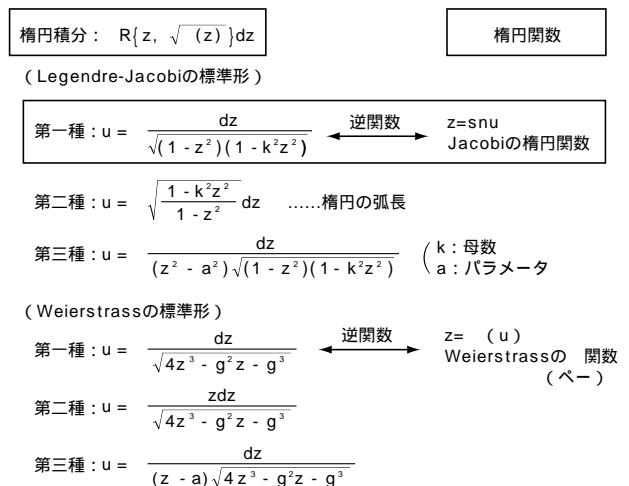 楕円積分： R{z, √ (z) }dz
楕円関数
（Legendre-Jacobiの標準形）
第一種：u = dz / √(1 - z²)(1 - k²z²) 逆関数 z=snu
Jacobiの楕円関数
第二種：u = √(1 - k²z² / 1 - z²) dz ……楕円の弧長
第三種：u = dz / (z² - a²)√(1 - z²)(1 - k²z²) k：母数
a：パラメータ
（Weierstrassの標準形）
第一種：u = dz / √4z³ - g²z - g³ 逆関数 z= （u）
Weierstrassの 関数
（ペー）
第二種：u = zdz / √4z³ - g²z - g³
第三種：u = dz / (z - a)√4z³ - g²z - g³